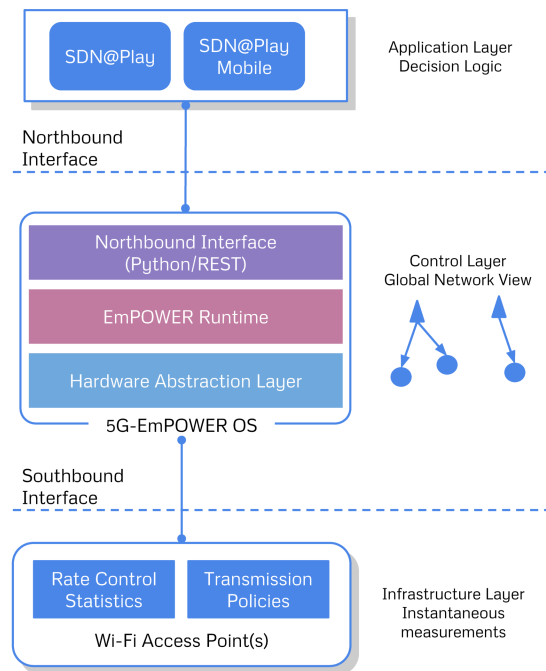 SDN@Play
SDN@Play
Mobile
Application Layer
Decision Logic
Northbound
Interface
Northbound Interface
(Python/REST)
EmPOWER Runtime
Hardware Abstraction Layer
5G-EmPOWER OS
Control Layer
Global Network View
Southbound
Interface
Rate Control
Statistics
Transmission
Policies
Wi-Fi Access Point(s)
Infrastructure Layer
Instantaneous
measurements